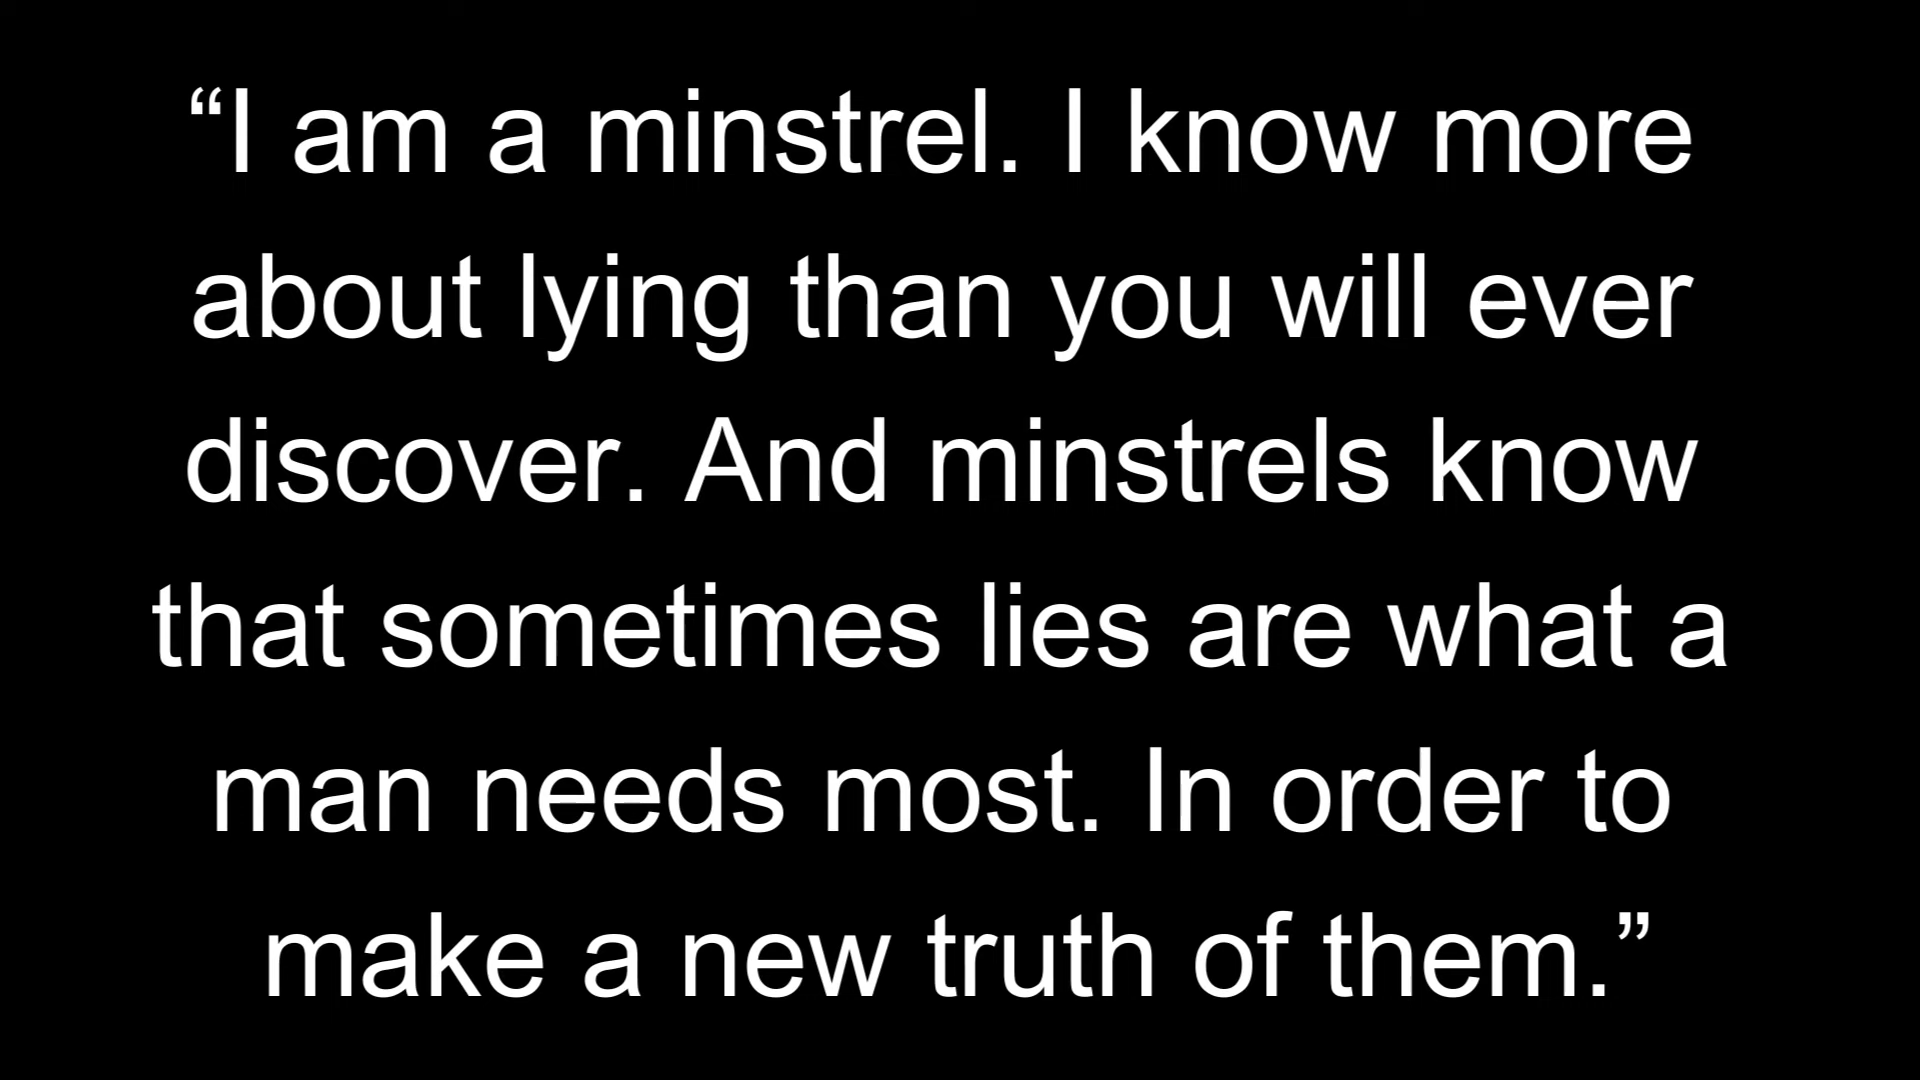 “I am a minstrel. I know more
about lying than you will ever
discover. And minstrels know
that sometimes lies are what a
man needs most. In order to
make a new truth of them.”